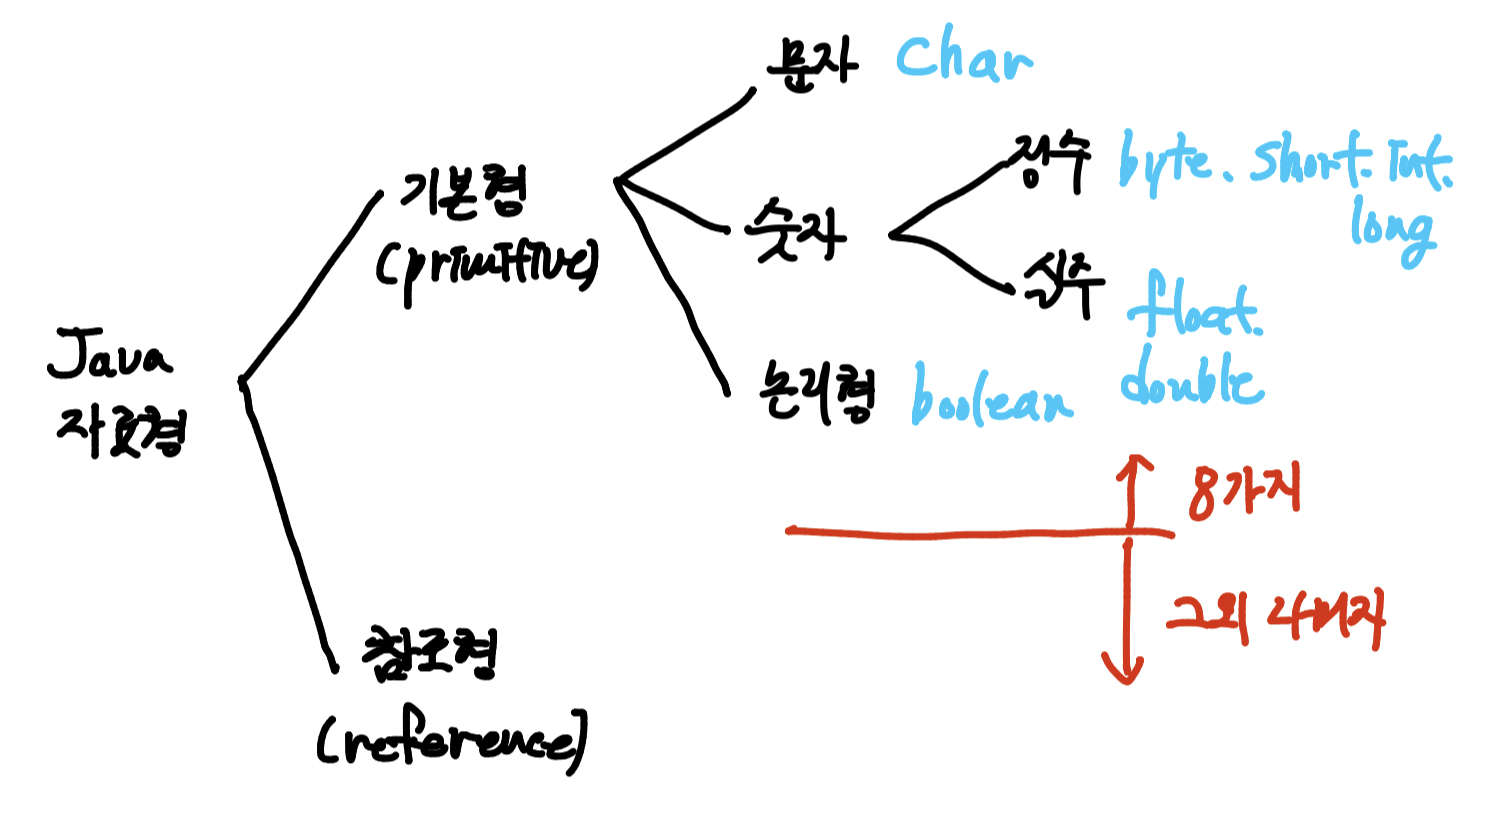 문자 Char
정수 byte. short. int.
long
기본형
(primitive)
숫자
실수 float.
double
Java
자료형
논리형 boolean
8가지
그외 나머지
참조형
(reference)